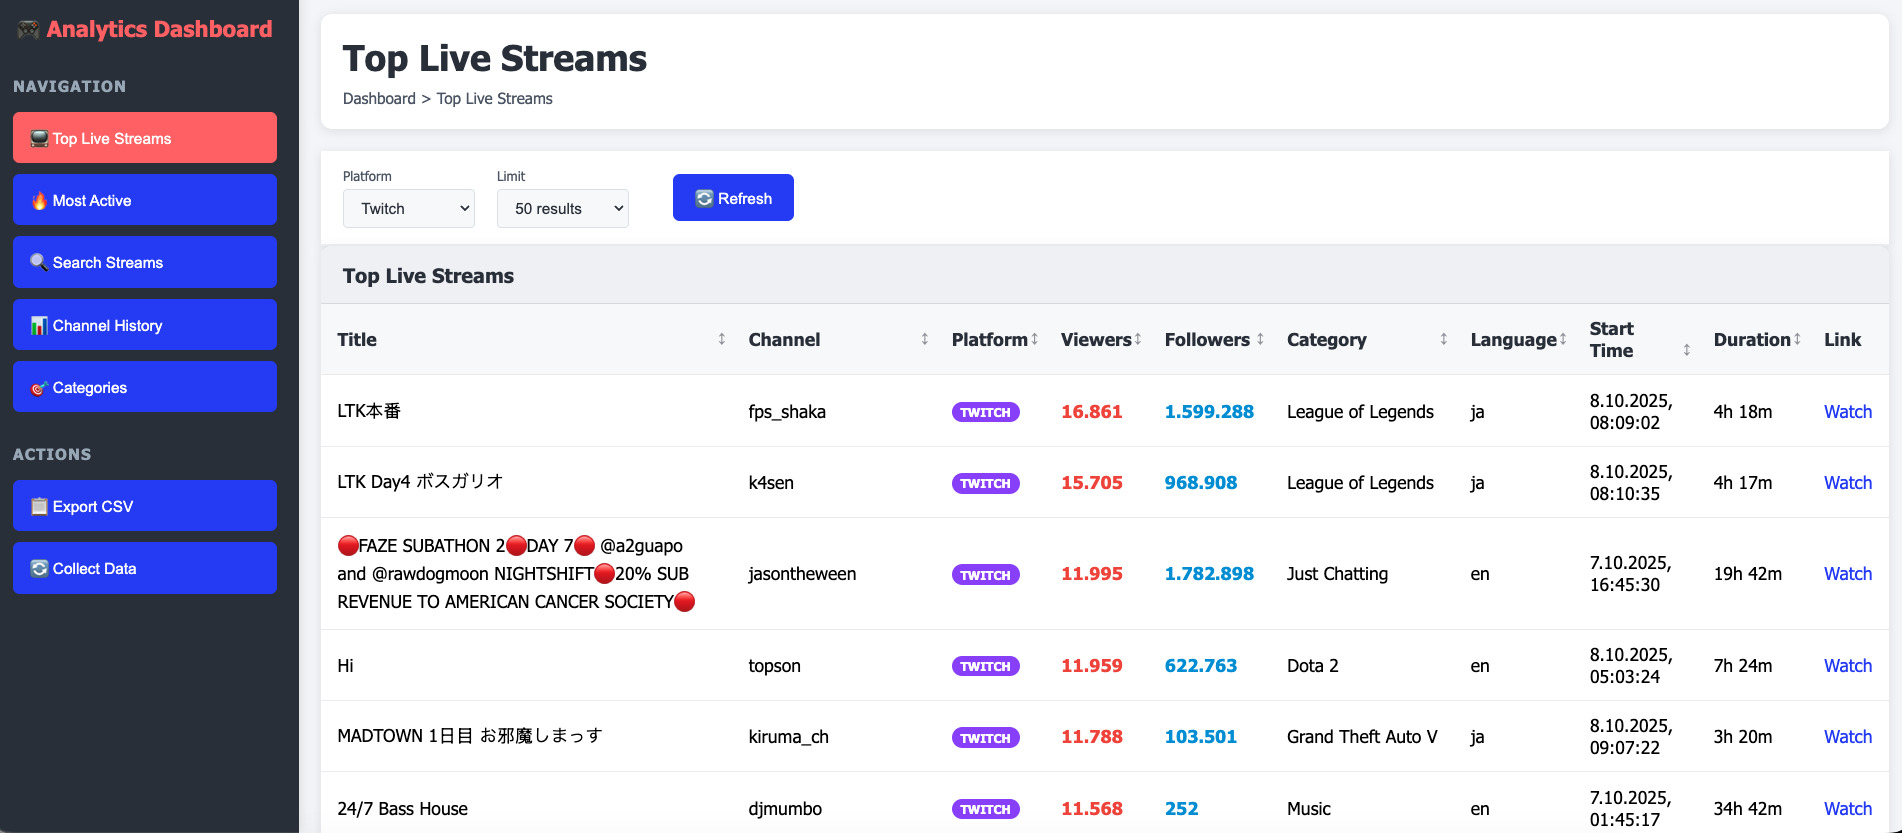 🎮 Analytics Dashboard
NAVIGATION
📺 Top Live Streams
🔥 Most Active
🔍 Search Streams
📊 Channel History
🎯 Categories
ACTIONS
📋 Export CSV
🔄 Collect Data
Top Live Streams
Dashboard > Top Live Streams
Platform Limit
Twitch 50 results 🔄 Refresh
Top Live Streams
Title ↕ Channel ↕ Platform ↕ Viewers ↕ Followers ↕ Category ↕ Language ↕ Start Time ↕ Duration ↕ Link
LTK本番 fps_shaka TWITCH 16.861 1.599.288 League of Legends ja 8.10.2025, 08:09:02 4h 18m Watch
LTK Day4 ボスガリオ k4sen TWITCH 15.705 968.908 League of Legends ja 8.10.2025, 08:10:35 4h 17m Watch
🔴FAZE SUBATHON 2🔴DAY 7🔴 @a2guapo
and @rawdogmoon NIGHTSHIFT🔴20% SUB
REVENUE TO AMERICAN CANCER SOCIETY🔴
jasontheween TWITCH 11.995 1.782.898 Just Chatting en 7.10.2025, 16:45:30 19h 42m Watch
Hi topson TWITCH 11.959 622.763 Dota 2 en 8.10.2025, 05:03:24 7h 24m Watch
MADTOWN 1日目 お邪魔しまっす kiruma_ch TWITCH 11.788 103.501 Grand Theft Auto V ja 8.10.2025, 09:07:22 3h 20m Watch
24/7 Bass House djmumbo TWITCH 11.568 252 Music en 7.10.2025, 01:45:17 34h 42m Watch